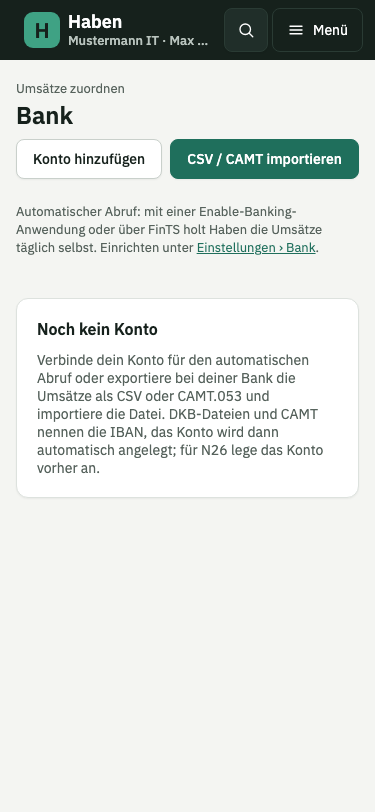 H
Haben
Mustermann IT · Max ...
Menü
Umsätze zuordnen
Bank
Konto hinzufügen
CSV / CAMT importieren
Automatischer Abruf: mit einer Enable-Banking-
Anwendung oder über FinTS holt Haben die Umsätze
täglich selbst. Einrichten unter Einstellungen › Bank.
Noch kein Konto
Verbinde dein Konto für den automatischen
Abruf oder exportiere bei deiner Bank die
Umsätze als CSV oder CAMT.053 und
importiere die Datei. DKB-Dateien und CAMT
nennen die IBAN, das Konto wird dann
automatisch angelegt; für N26 lege das Konto
vorher an.